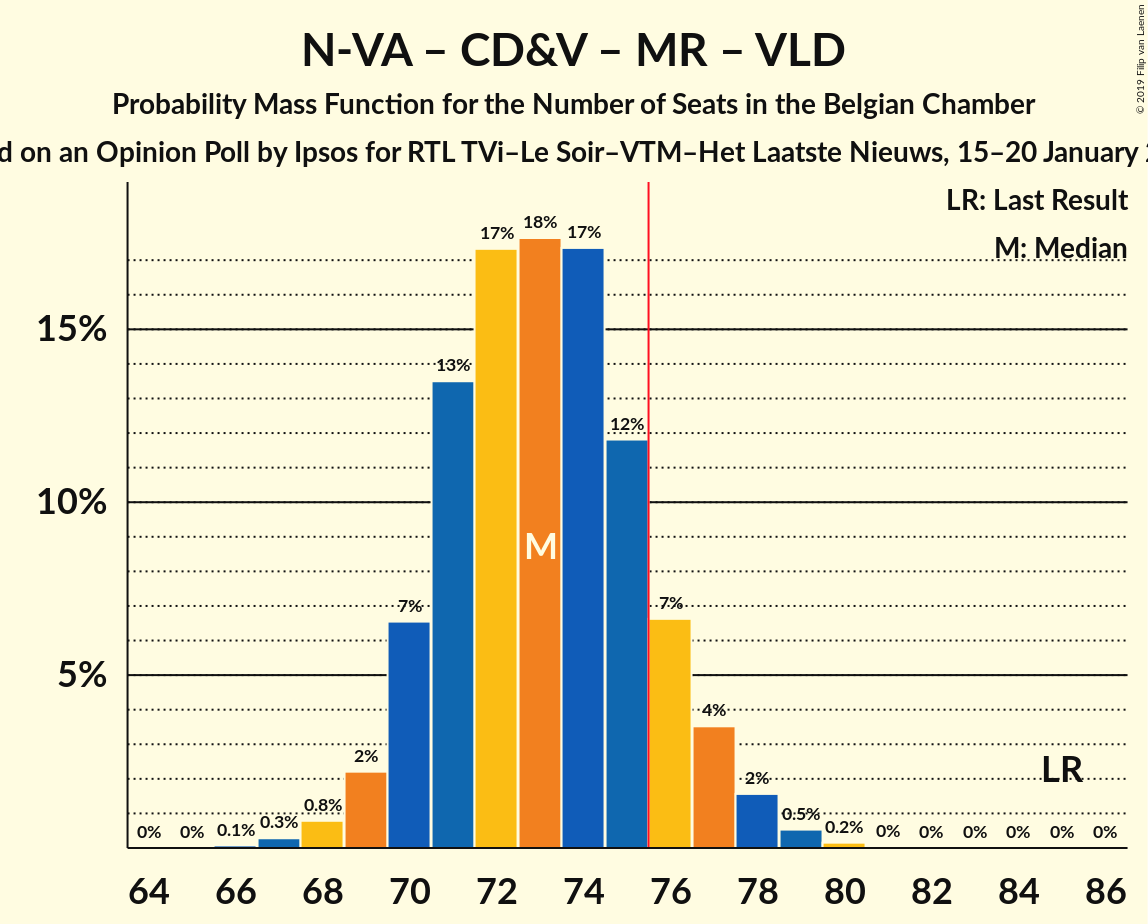 N-VA – CD&V – MR – VLD
Probability Mass Function for the Number of Seats in the Belgian Chamber
on an Opinion Poll by Ipsos for RTL TVi–Le Soir–VTM–Het Laatste Nieuws, 15–20 January
© 2019 Filip van Laenen
LR: Last Result
M: Median
15%
10%
5%
0%
0%
0.1%
0.3%
0.8%
2%
7%
13%
17%
18%
17%
12%
7%
4%
2%
0.5%
0.2%
0%
0%
0%
0%
0%
0%
M
LR
64 66 68 70 72 74 76 78 80 82 84 86